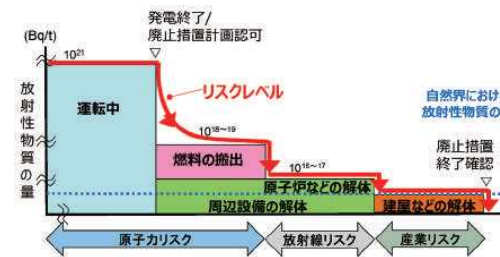 発電終了/
廃止措置計画認可
(Bq/t)
10²¹
放射性物質の量
運転中
リスクレベル
自然界におけ
放射性物質の
10¹⁸⁻¹⁹
廃止措置
終了確認
燃料の搬出
10¹⁶⁻¹⁷
原子炉などの解体
周辺設備の解体
建屋などの解体
原子力リスク
放射線リスク
産業リスク